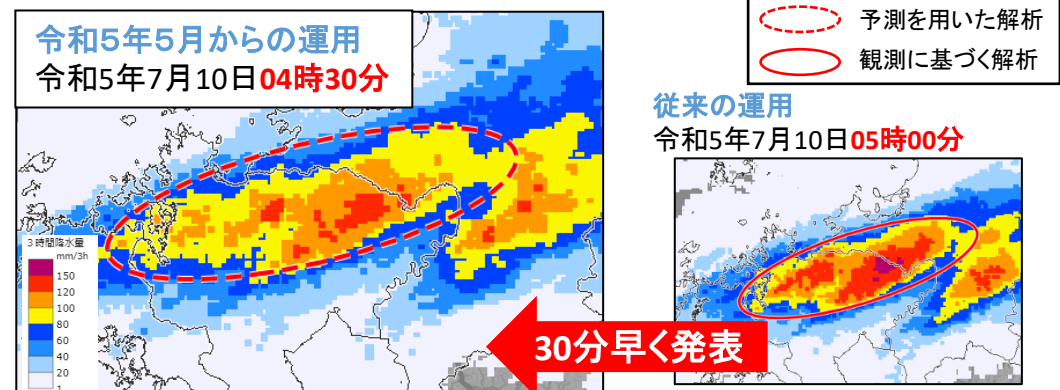 令和5年5月からの運用
令和5年7月10日04時30分
予測を用いた解析
観測に基づく解析
従来の運用
令和5年7月10日05時00分
3時間降水量
mm/3h
150
120
100
80
60
40
20
1
30分早く発表